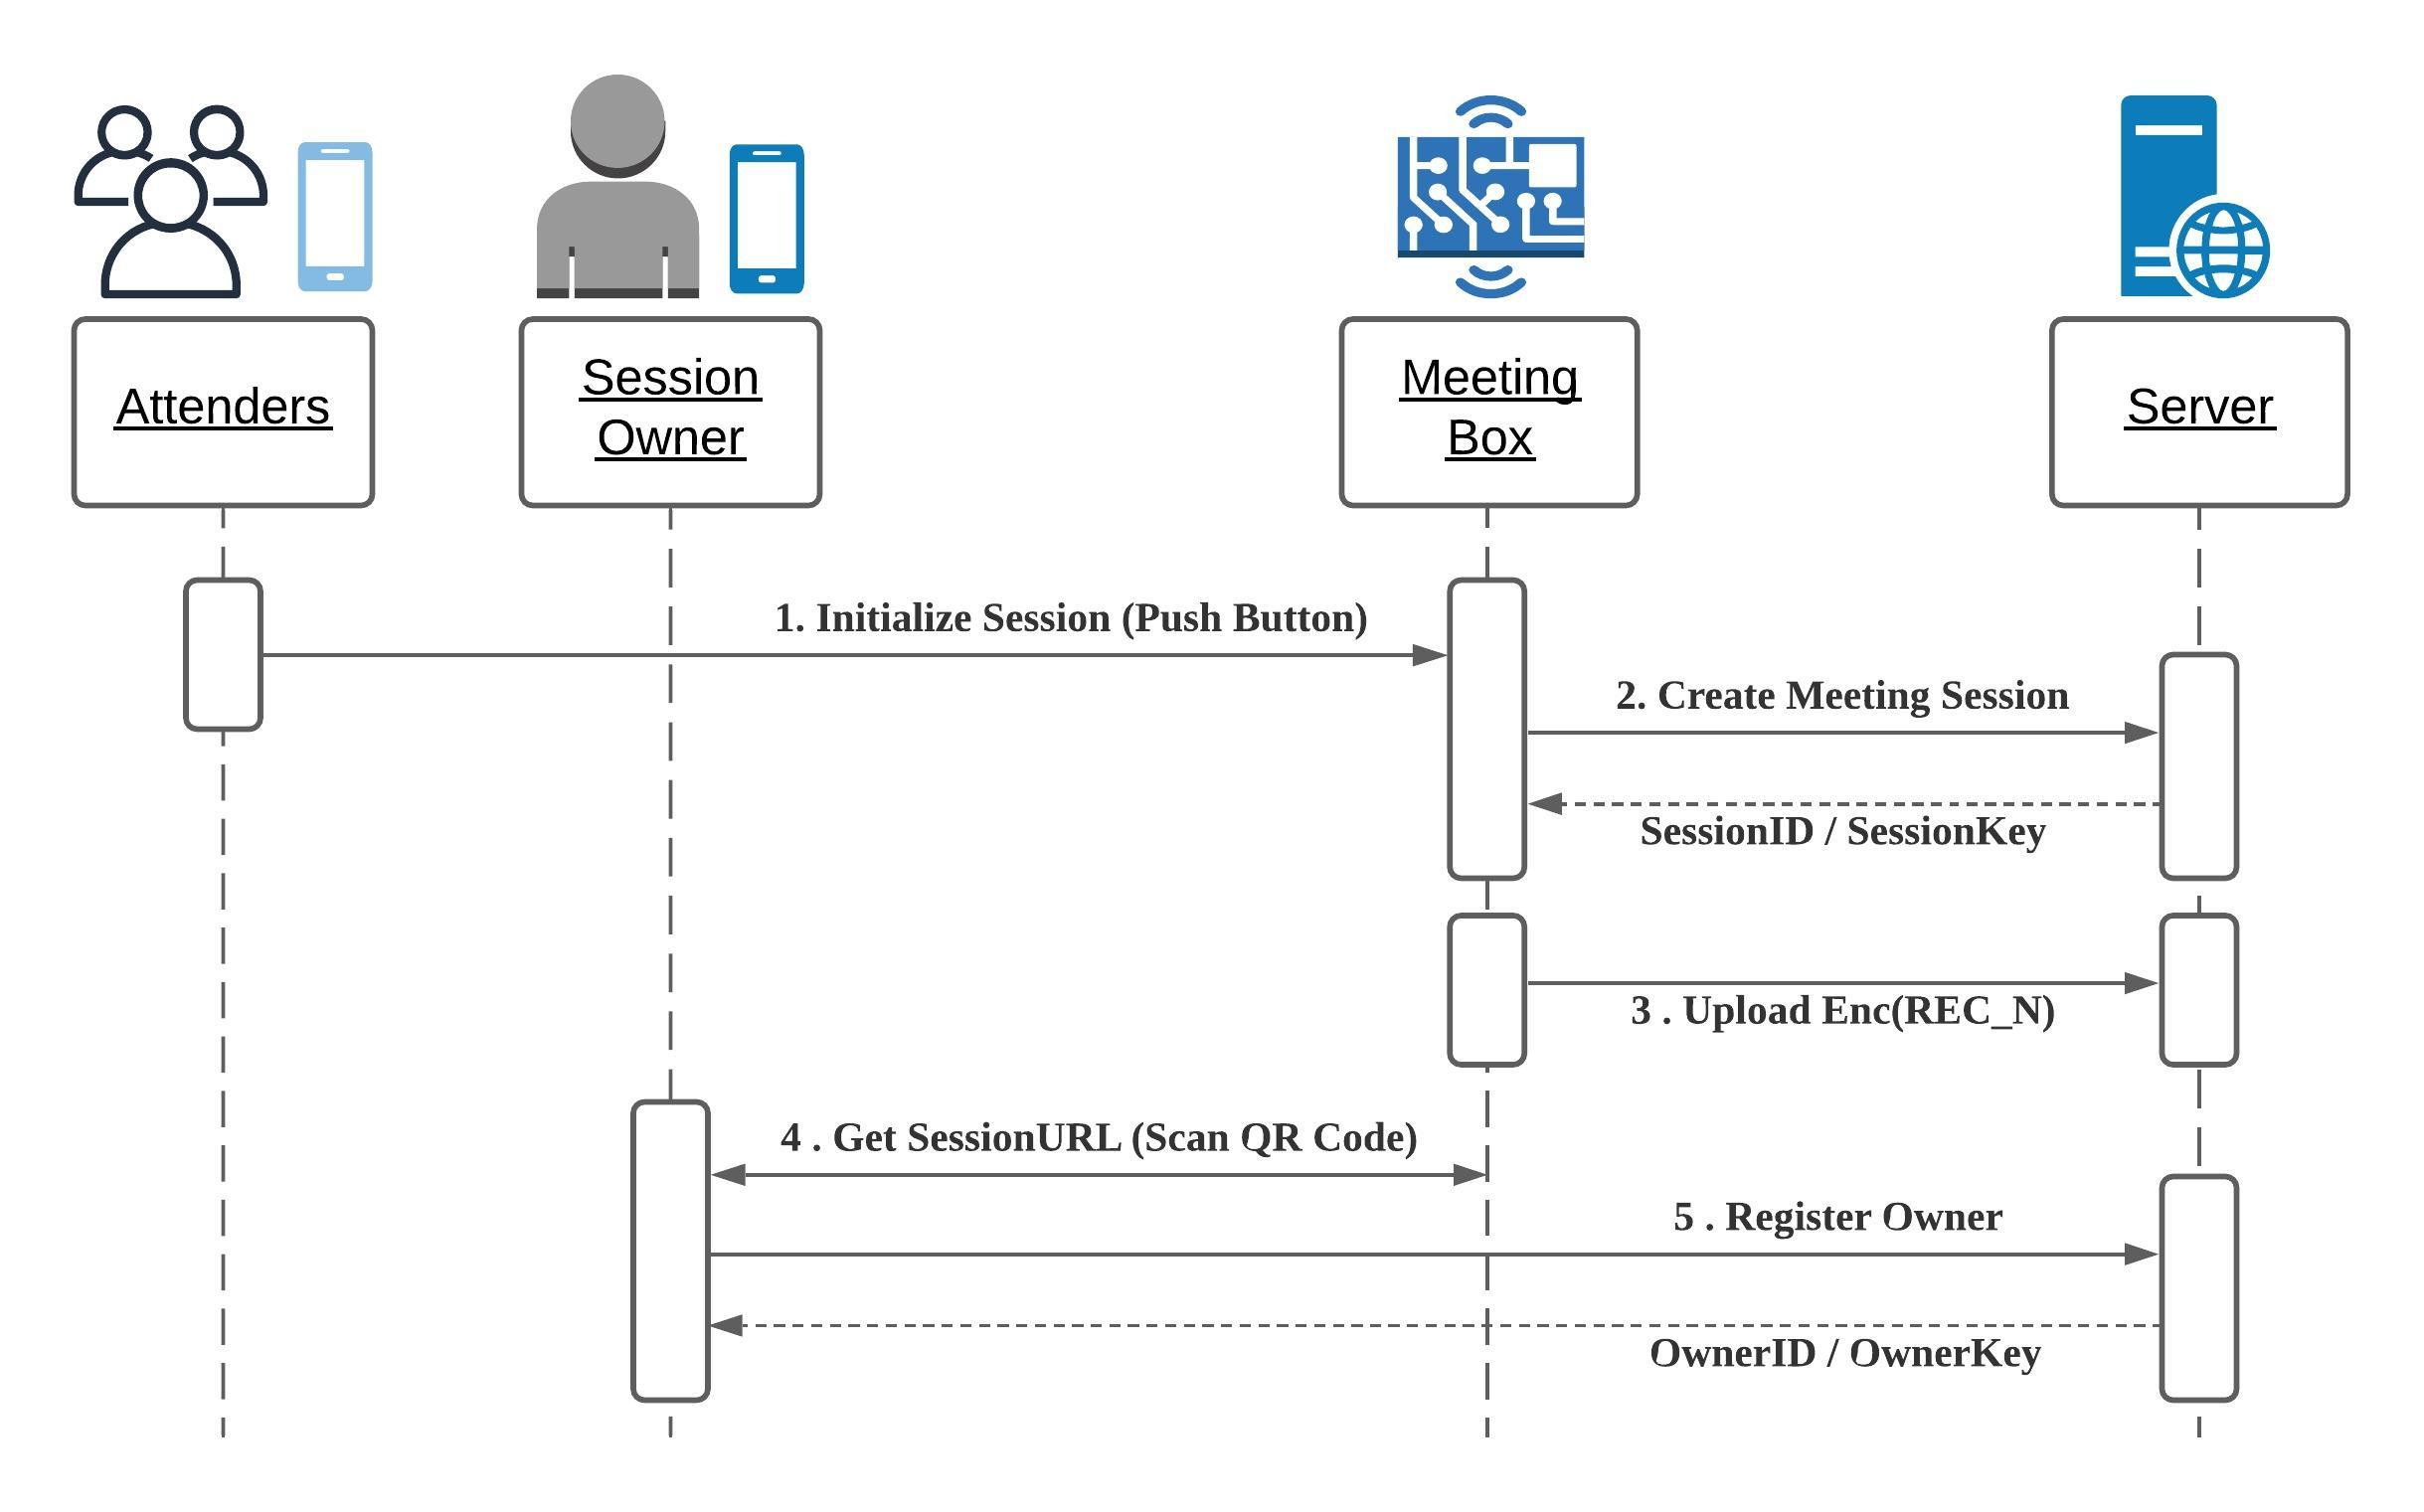 Attenders
Session
Owner
Meeting
Box
Server
1. Initialize Session (Push Button)
2. Create Meeting Session
SessionID / SessionKey
3 . Upload Enc(REC_N)
4 . Get SessionURL (Scan QR Code)
5 . Register Owner
OwnerID / OwnerKey